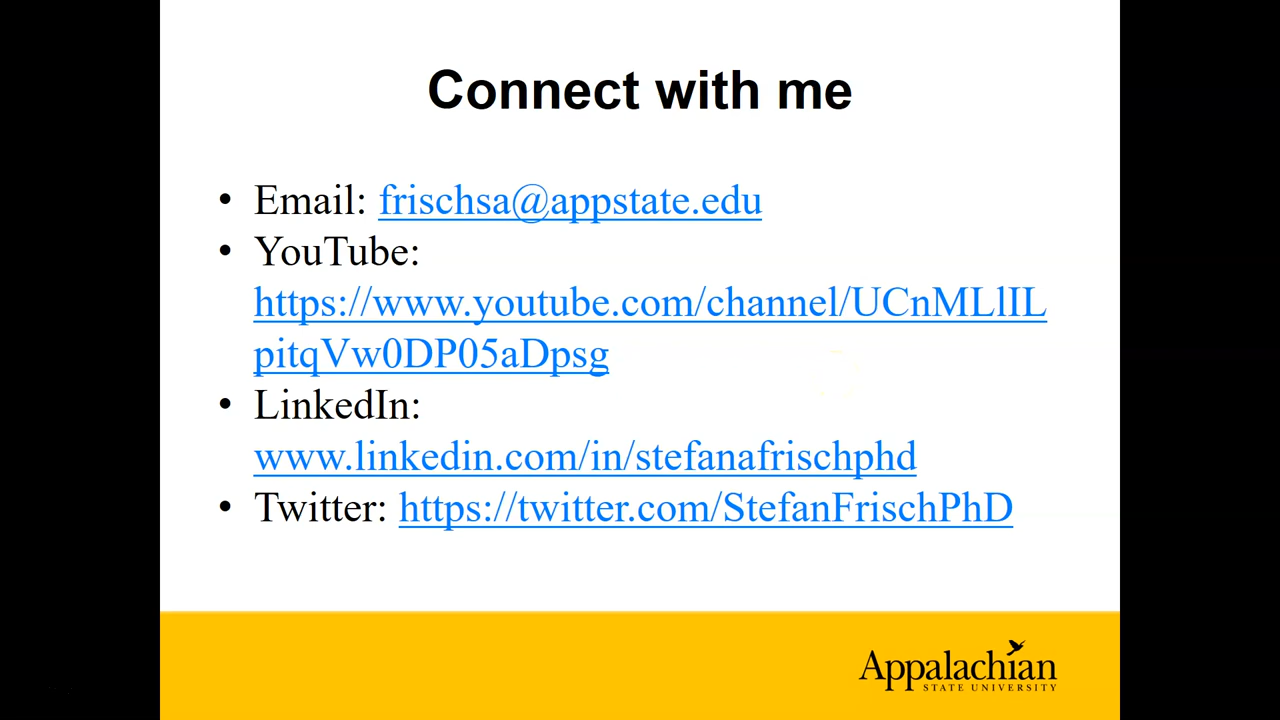 Connect with me
• Email: frischsa@appstate.edu
• YouTube:
https://www.youtube.com/channel/UCnMLlIL
pitqVw0DP05aDpsg
• LinkedIn:
www.linkedin.com/in/stefanafrischphd
• Twitter: https://twitter.com/StefanFrischPhD
Appalachian
STATE UNIVERSITY